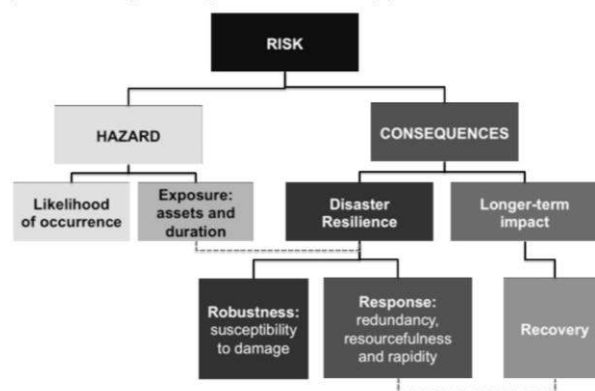 RISK
HAZARD
CONSEQUENCES
Likelihood
of occurrence
Exposure:
assets and
duration
Disaster
Resilience
Longer-term
impact
Robustness:
susceptibility
to damage
Response:
redundancy,
resourcefulness
and rapidity
Recovery